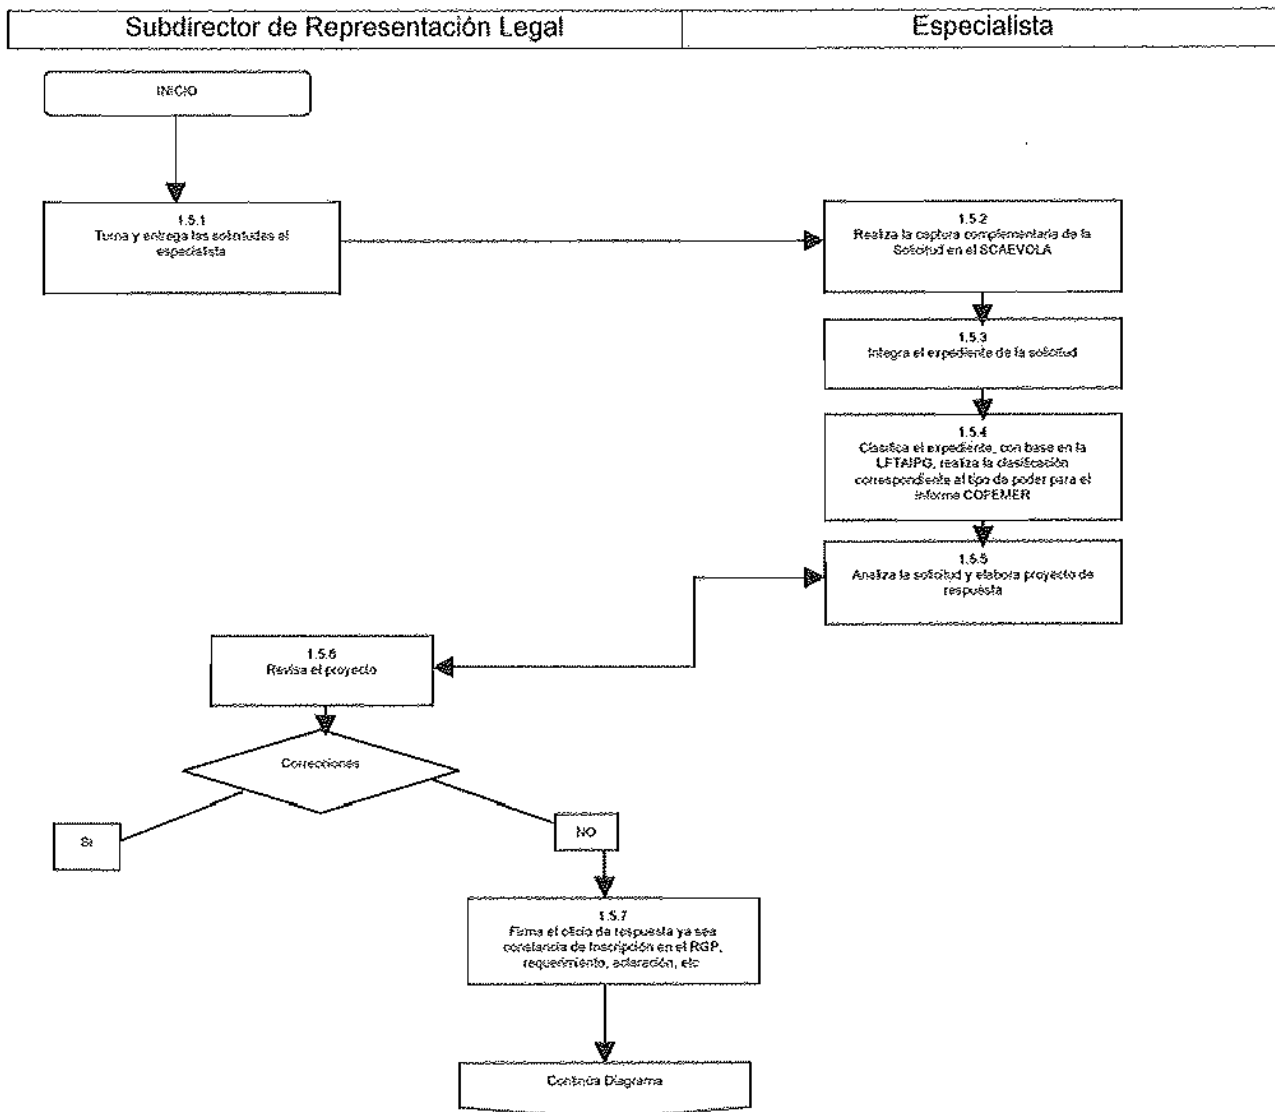 Subdirector de Representación Legal
Especialista
INICIO
1.5.1
Turna y entrega las solicitudes al
especialista
1.5.2
Realiza la captura complementaria de la
Solicitud en el SCAEVOLA
1.5.3
Integra el expediente de la solicitud
1.5.4
Clasifica el expediente, con base en la
LFTAIPG, realiza la clasificación
correspondiente al tipo de poder para el
informe COFEMER
1.5.5
Analiza la solicitud y elabora proyecto de
respuesta
1.5.6
Revisa el proyecto
Correcciones
SI
NO
1.5.7
Firma el oficio de respuesta ya sea
constancia de Inscripción en el RGP,
requerimiento, aclaración, etc
Continúa Diagrama